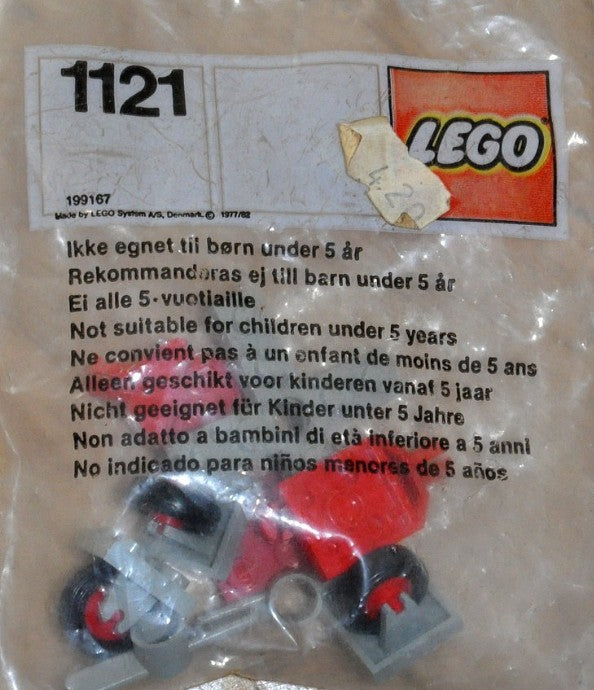 1121
LEGO
4.20
199167
Made by LEGO System A/S, Denmark. © 1977/82
Ikke egnet til børn under 5 år
Rekommanderas ej till barn under 5 år
Ei alle 5-vuotiaille
Not suitable for children under 5 years
Ne convient pas à un enfant de moins de 5 ans
Alleen geschikt voor kinderen vanaf 5 jaar
Nicht geeignet für Kinder unter 5 Jahre
Non adatto a bambini di età inferiore a 5 anni
No indicado para niños menores de 5 años